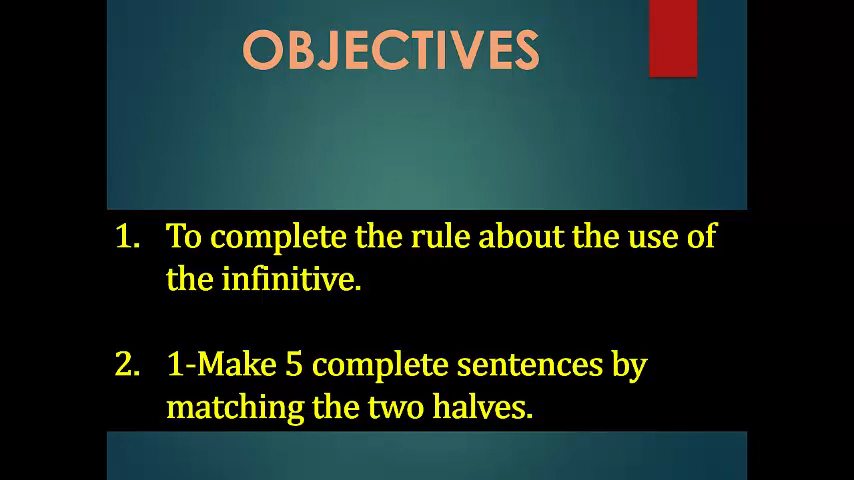 OBJECTIVES
1. To complete the rule about the use of
the infinitive.
2. 1-Make 5 complete sentences by
matching the two halves.